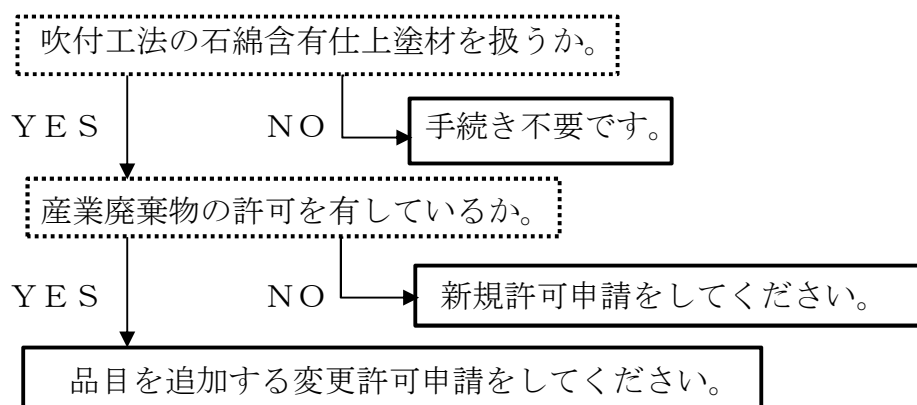 吹付工法の石綿含有仕上塗材を扱うか。
ＹＥＳ
ＮＯ
手続き不要です。
産業廃棄物の許可を有しているか。
ＹＥＳ
ＮＯ
新規許可申請をしてください。
品目を追加する変更許可申請をしてください。